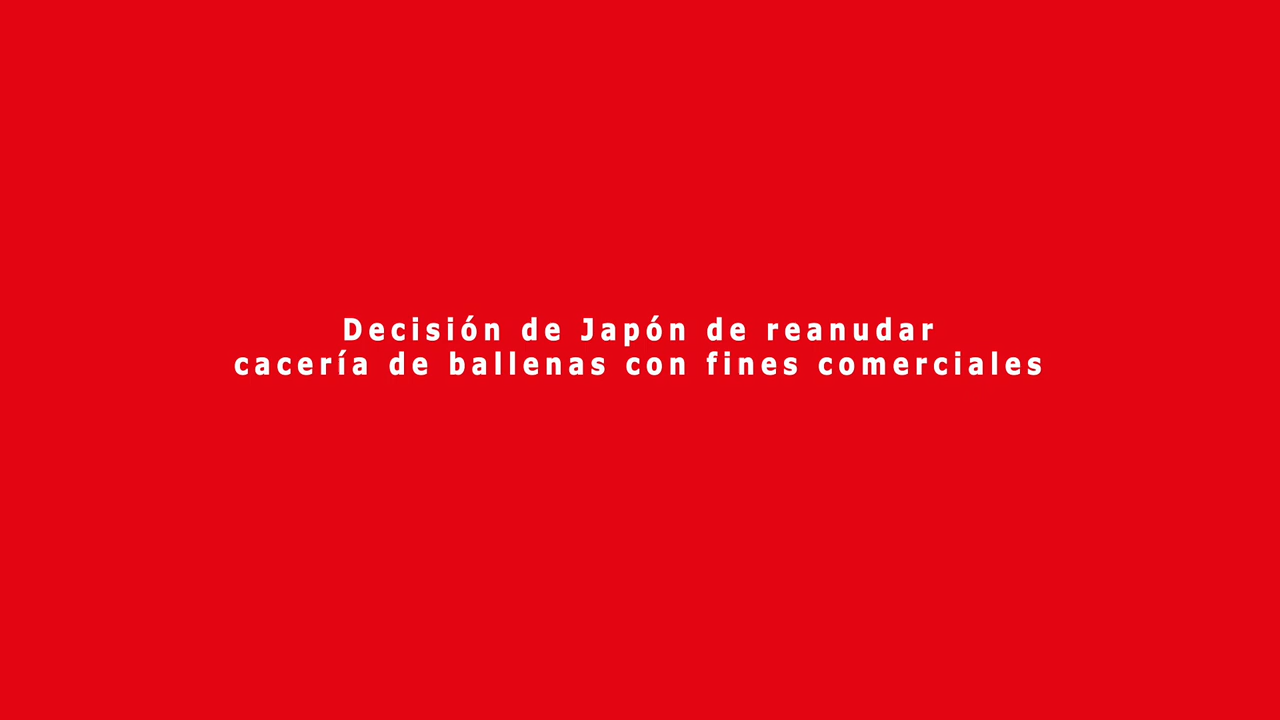 Decisión de Japón de reanudar
cacería de ballenas con fines comerciales